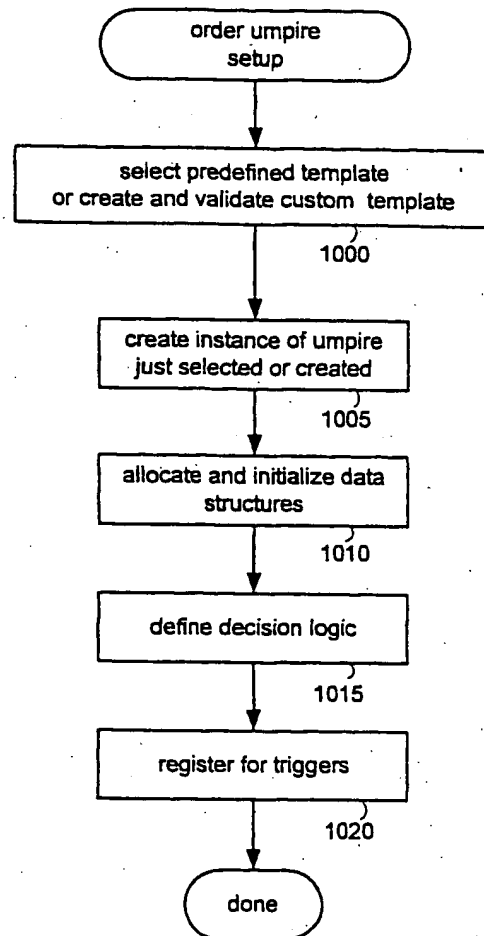 order umpire
setup
select predefined template
or create and validate custom template
1000
create instance of umpire
just selected or created
1005
allocate and initialize data
structures
1010
define decision logic
1015
register for triggers
1020
done